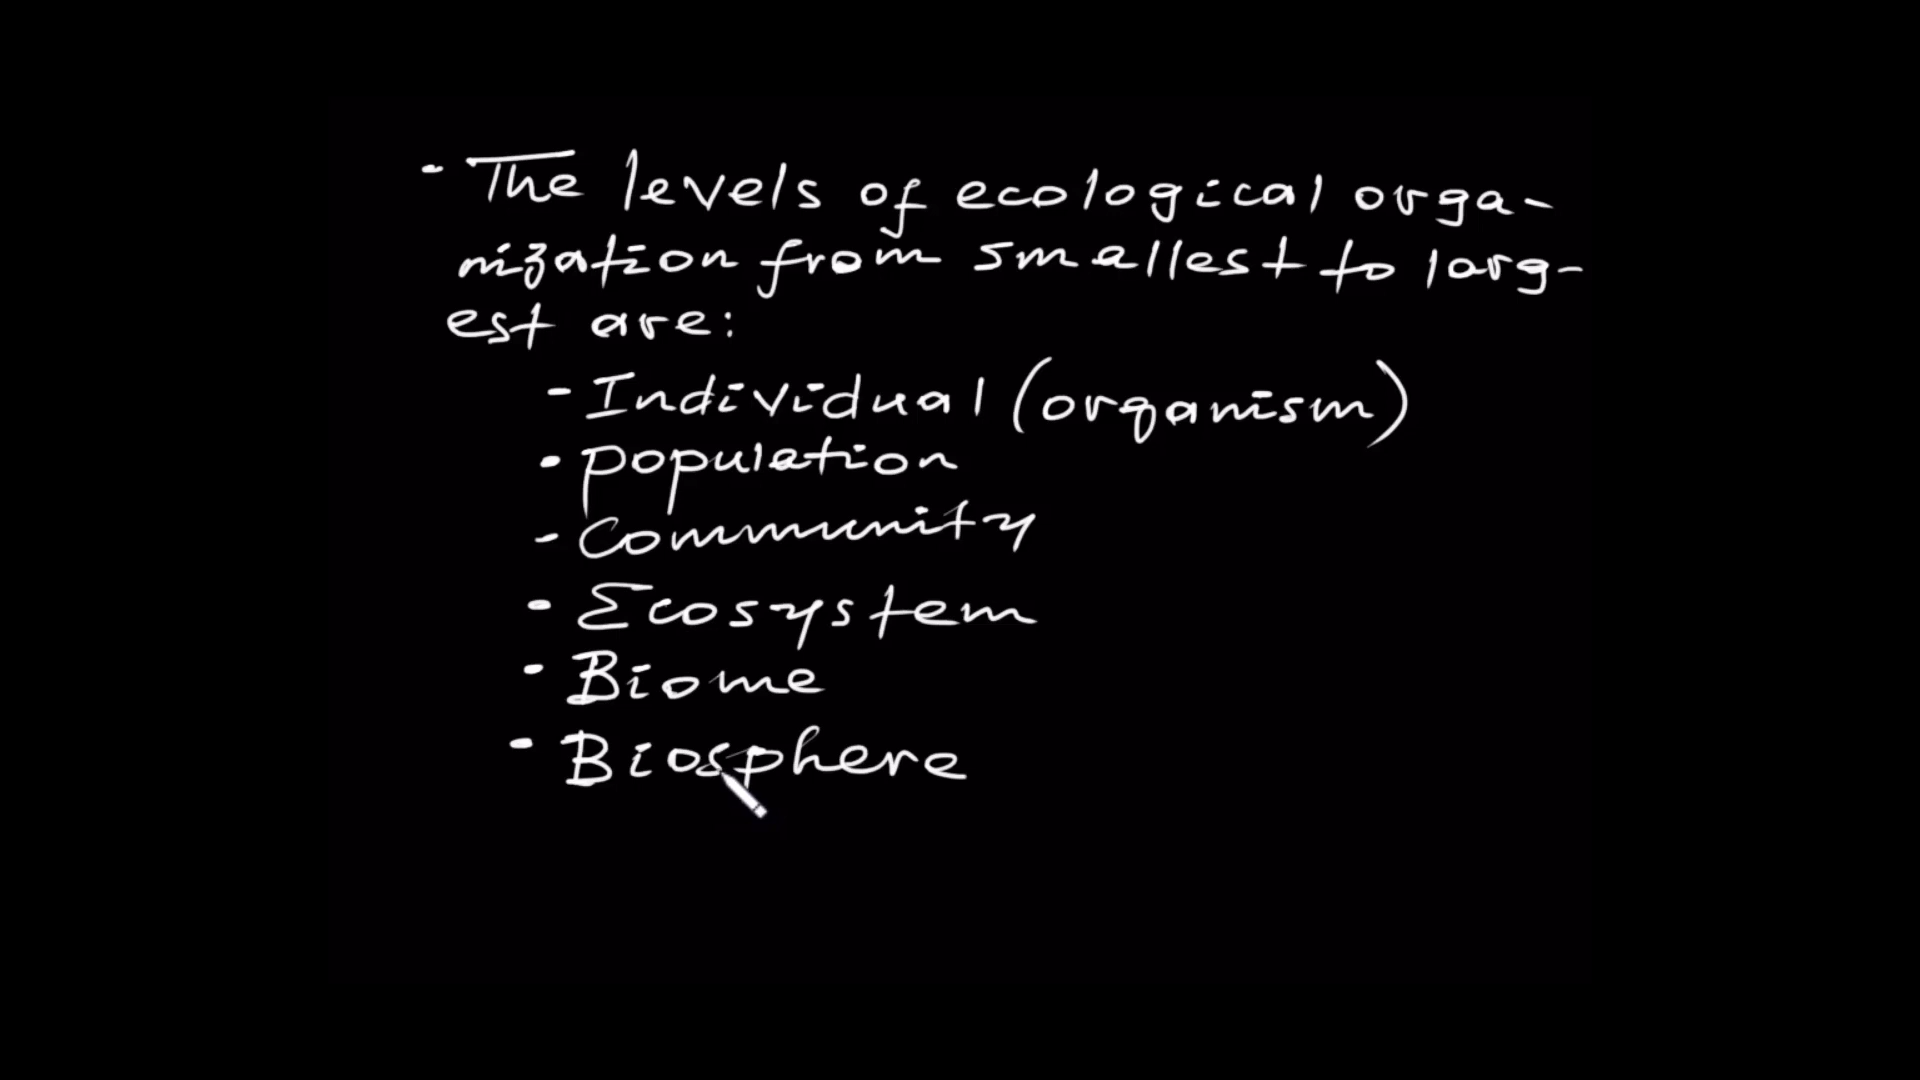 - The levels of ecological orga-
nization from smallest to larg-
est are:
- Individual (organism)
- population
- Community
- Ecosystem
- Biome
- Biosphere